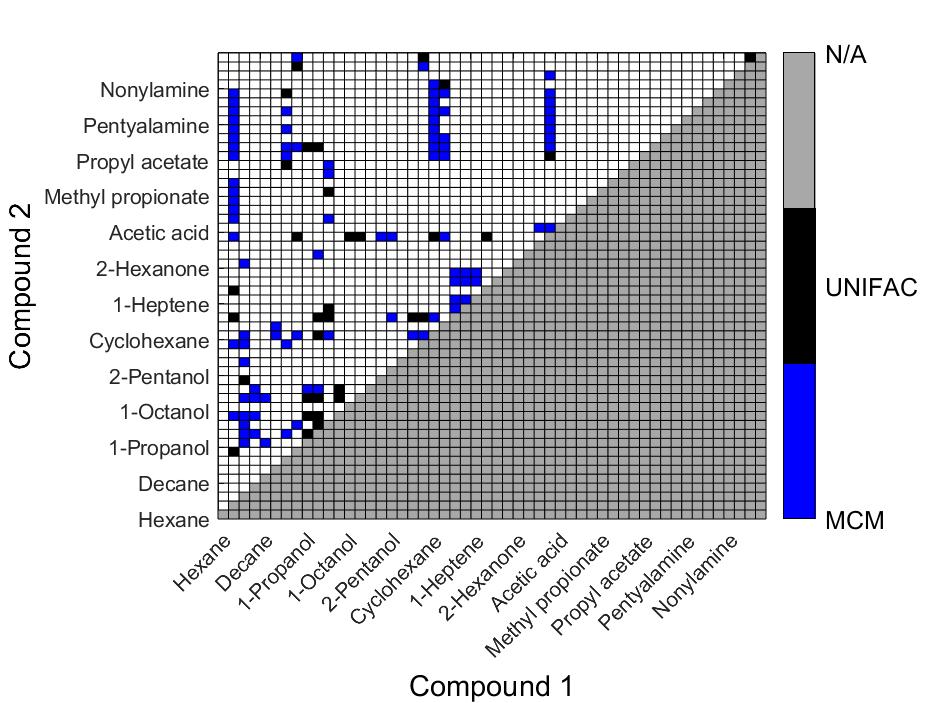 N/A
Nonylamine
Pentyalamine
Propyl acetate
Methyl propionate
Acetic acid
2-Hexanone
1-Heptene
Cyclohexane
2-Pentanol
1-Octanol
1-Propanol
Decane
Hexane
Compound 2
UNIFAC
MCM
Hexane
Decane
1-Propanol
1-Octanol
2-Pentanol
Cyclohexane
1-Heptene
2-Hexanone
Acetic acid
Methyl propionate
Propyl acetate
Pentyalamine
Nonylamine
Compound 1